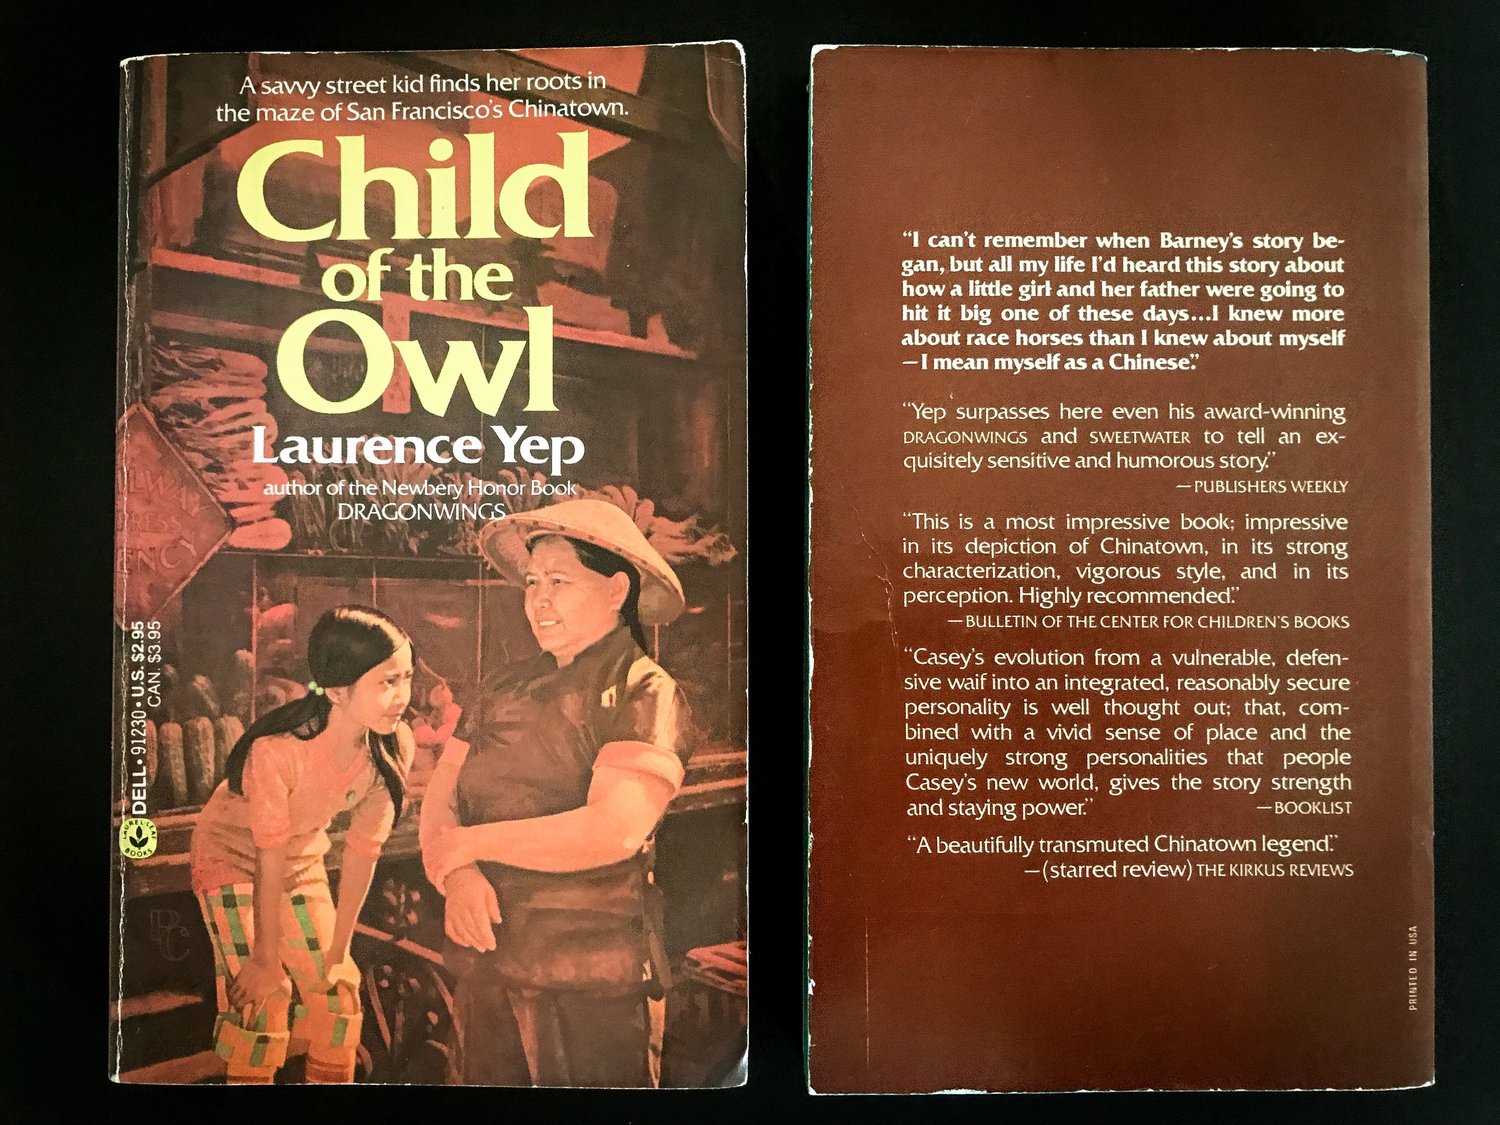 A savvy street kid finds her roots in
the maze of San Francisco's Chinatown.
Child
of the
Owl
Laurence Yep
author of the Newbery Honor Book
DRAGONWINGS
LWAY
RESS
ENCY
DELL • 91230 • U.S. $2.95
CAN. $3.95
LAUREL-LEAF
BOOKS
“I can't remember when Barney's story be-
gan, but all my life I'd heard this story about
how a little girl and her father were going to
hit it big one of these days...I knew more
about race horses than I knew about myself
—I mean myself as a Chinese.”
“Yep surpasses here even his award-winning
DRAGONWINGS and SWEETWATER to tell an ex-
quisitely sensitive and humorous story.”
—PUBLISHERS WEEKLY
“This is a most impressive book; impressive
in its depiction of Chinatown, in its strong
characterization, vigorous style, and in its
perception. Highly recommended.”
—BULLETIN OF THE CENTER FOR CHILDREN'S BOOKS
“Casey's evolution from a vulnerable, defen-
sive waif into an integrated, reasonably secure
personality is well thought out; that, com-
bined with a vivid sense of place and the
uniquely strong personalities that people
Casey's new world, gives the story strength
and staying power.” —BOOKLIST
“A beautifully transmuted Chinatown legend.”
—(starred review) THE KIRKUS REVIEWS
PRINTED IN USA